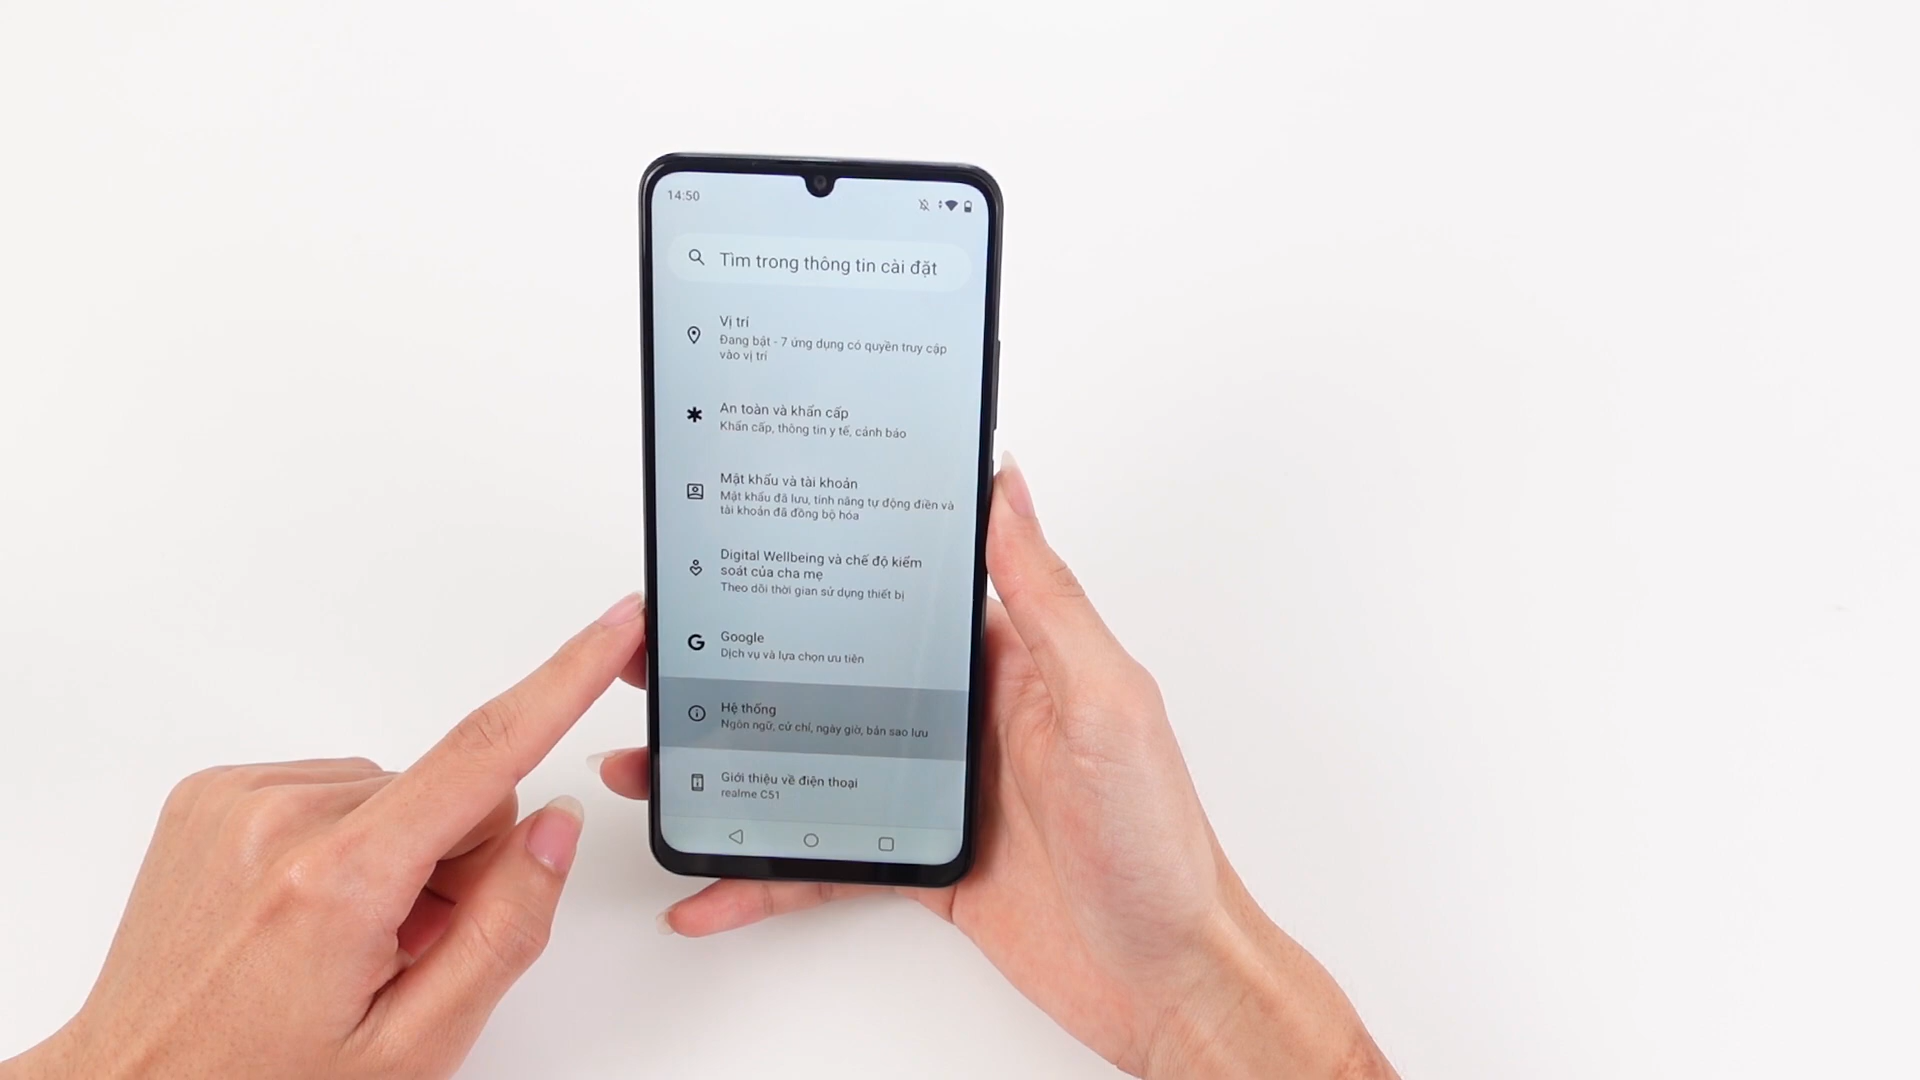 14:50
Tìm trong thông tin cài đặt
Vị trí
Đang bật - 7 ứng dụng có quyền truy cập
vào vị trí
An toàn và khẩn cấp
Khẩn cấp, thông tin y tế, cảnh báo
Mật khẩu và tài khoản
Mật khẩu đã lưu, tính năng tự động điền và
tài khoản đã đồng bộ hóa
Digital Wellbeing và chế độ kiểm
soát của cha mẹ
Theo dõi thời gian sử dụng thiết bị
G Google
Dịch vụ và lựa chọn ưu tiên
Hệ thống
Ngôn ngữ, cử chỉ, ngày giờ, bản sao lưu
Giới thiệu về điện thoại
realme C51